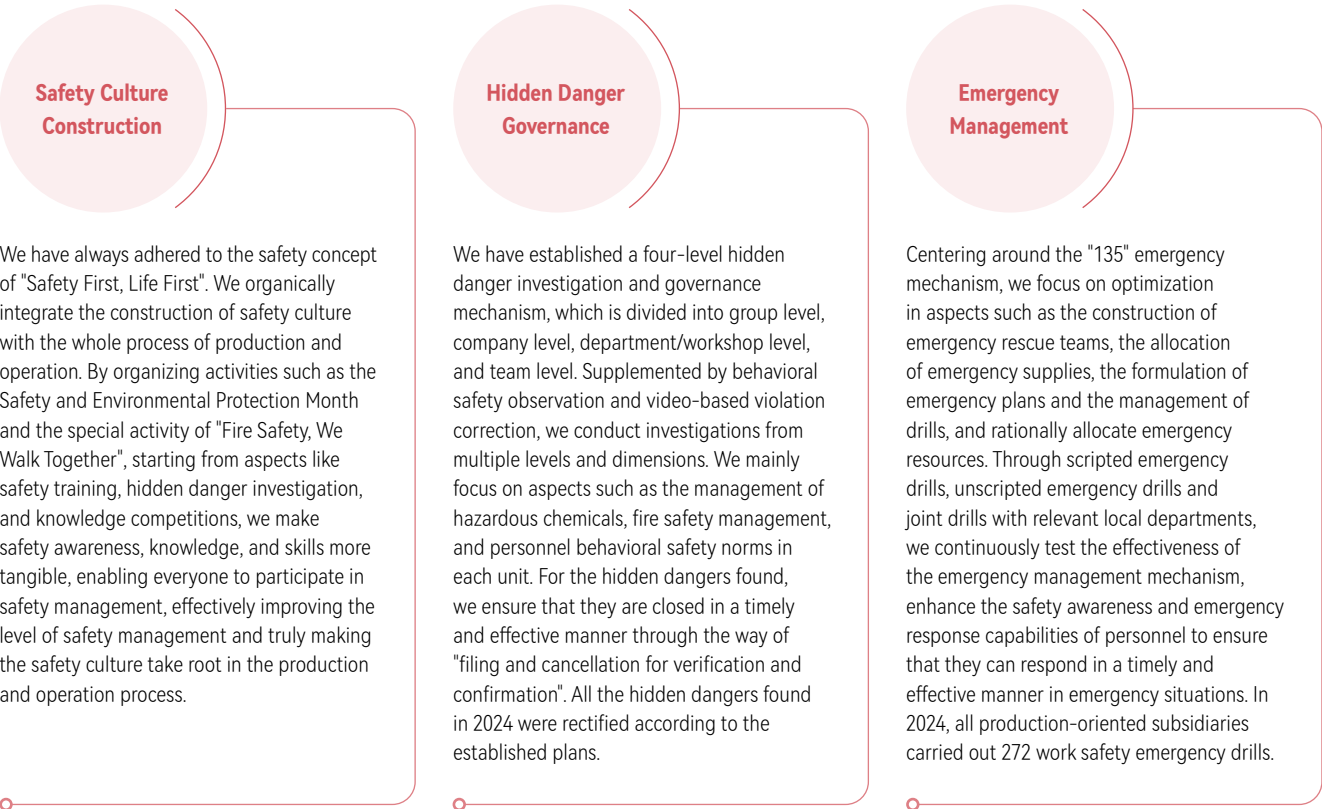 Safety Culture
Construction
We have always adhered to the safety concept
of "Safety First, Life First". We organically
integrate the construction of safety culture
with the whole process of production and
operation. By organizing activities such as the
Safety and Environmental Protection Month
and the special activity of "Fire Safety, We
Walk Together", starting from aspects like
safety training, hidden danger investigation,
and knowledge competitions, we make
safety awareness, knowledge, and skills more
tangible, enabling everyone to participate in
safety management, effectively improving the
level of safety management and truly making
the safety culture take root in the production
and operation process.
Hidden Danger
Governance
We have established a four-level hidden
danger investigation and governance
mechanism, which is divided into group level,
company level, department/workshop level,
and team level. Supplemented by behavioral
safety observation and video-based violation
correction, we conduct investigations from
multiple levels and dimensions. We mainly
focus on aspects such as the management of
hazardous chemicals, fire safety management,
and personnel behavioral safety norms in
each unit. For the hidden dangers found,
we ensure that they are closed in a timely
and effective manner through the way of
"filing and cancellation for verification and
confirmation". All the hidden dangers found
in 2024 were rectified according to the
established plans.
Emergency
Management
Centering around the "135" emergency
mechanism, we focus on optimization
in aspects such as the construction of
emergency rescue teams, the allocation
of emergency supplies, the formulation of
emergency plans and the management of
drills, and rationally allocate emergency
resources. Through scripted emergency
drills, unscripted emergency drills and
joint drills with relevant local departments,
we continuously test the effectiveness of
the emergency management mechanism,
enhance the safety awareness and emergency
response capabilities of personnel to ensure
that they can respond in a timely and
effective manner in emergency situations. In
2024, all production-oriented subsidiaries
carried out 272 work safety emergency drills.